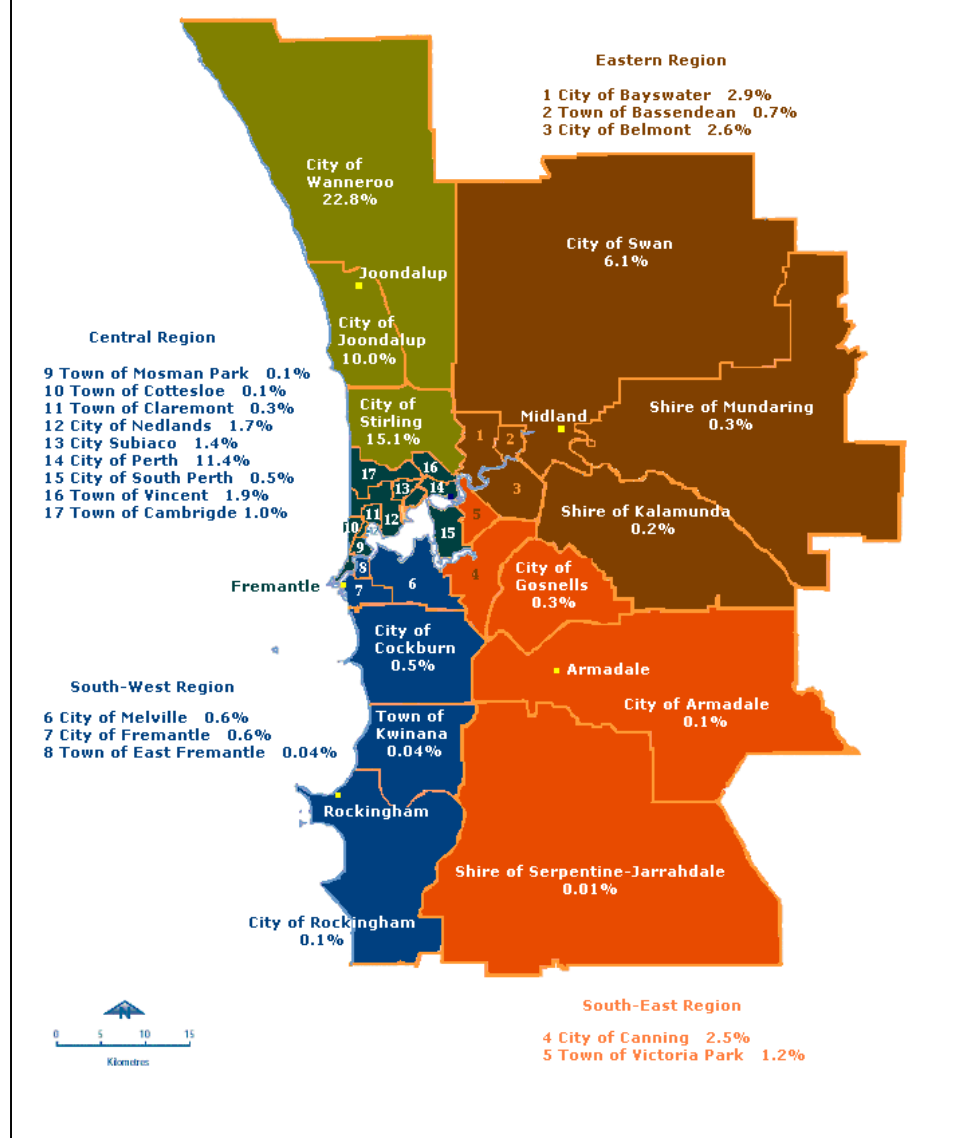 Eastern Region
1 City of Bayswater 2.9%
2 Town of Bassendean 0.7%
3 City of Belmont 2.6%
City of
Wanneroo
22.8%
City of Swan
6.1%
Joondalup
City of
Joondalup
10.0%
Central Region
9 Town of Mosman Park 0.1%
10 Town of Cottesloe 0.1%
11 Town of Claremont 0.3%
12 City of Nedlands 1.7%
13 City Subiaco 1.4%
14 City of Perth 11.4%
15 City of South Perth 0.5%
16 Town of Vincent 1.9%
17 Town of Cambrigde 1.0%
City of
Stirling
15.1%
Midland
Shire of Mundaring
0.3%
1
2
16
17
13
14
3
Shire of Kalamunda
0.2%
11
12
5
10
15
9
8
4
City of
Gosnells
0.3%
6
7
Fremantle
City of
Cockburn
0.5%
Armadale
City of Armadale
0.1%
South-West Region
6 City of Melville 0.6%
7 City of Fremantle 0.6%
8 Town of East Fremantle 0.04%
Town of
Kwinana
0.04%
Rockingham
Shire of Serpentine-Jarrahdale
0.01%
City of Rockingham
0.1%
South-East Region
4 City of Canning 2.5%
5 Town of Victoria Park 1.2%
N
0 5 10 15
Kilometres